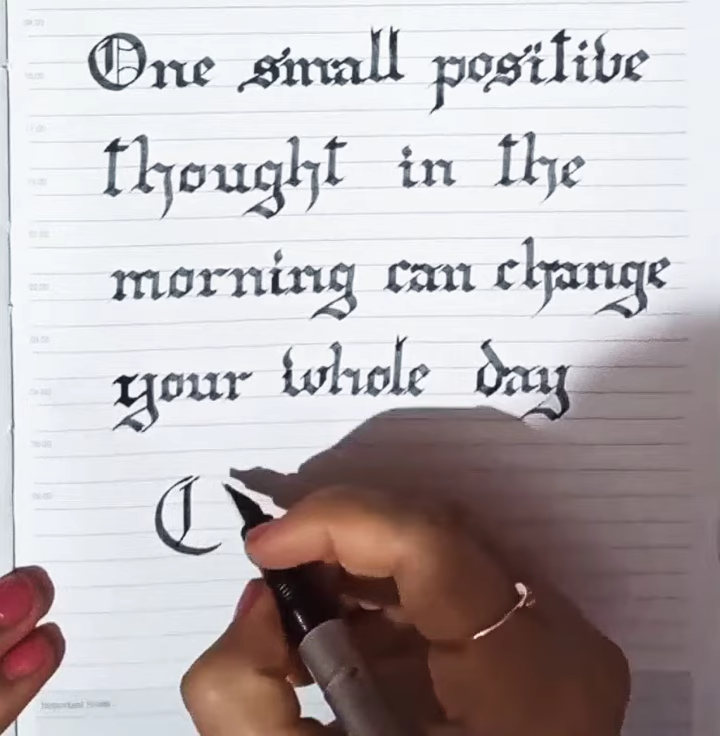 One small positive
thought in the
morning can change
your whole day
C